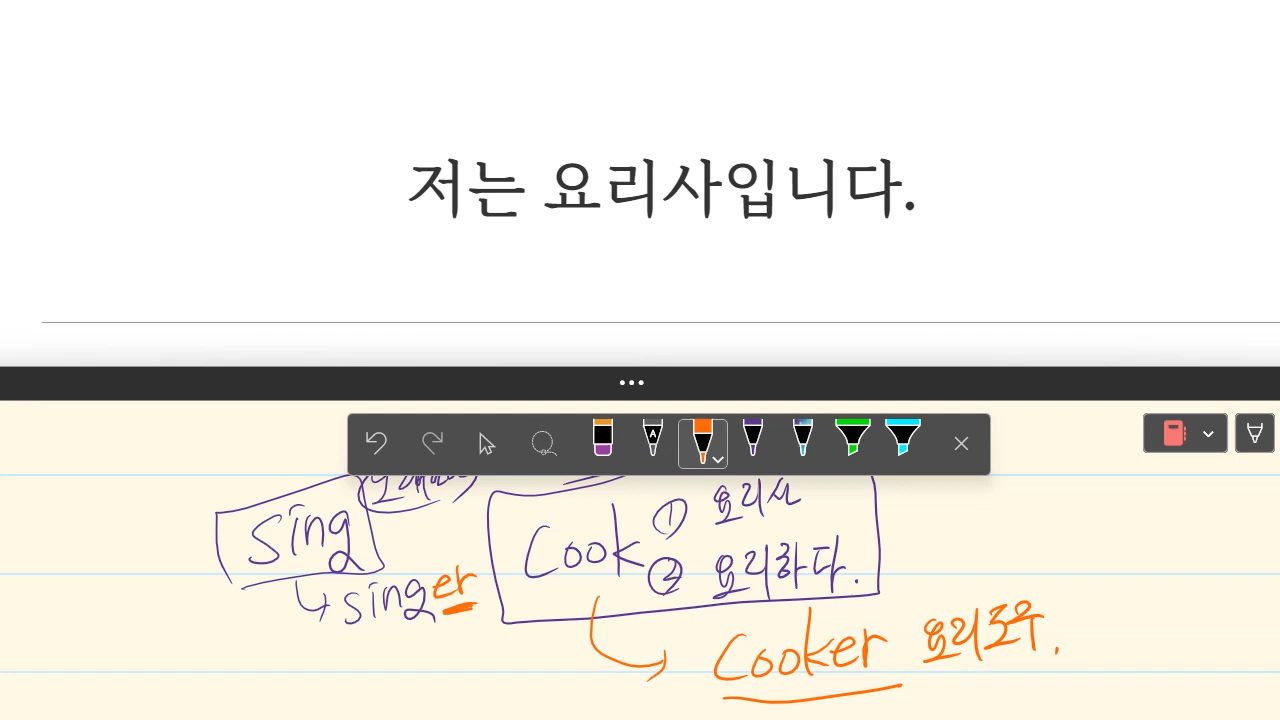 저는 요리사입니다.
A
Sing
Cook ① 요리사
② 요리하다.
↳ singer
Cooker 요리도구.